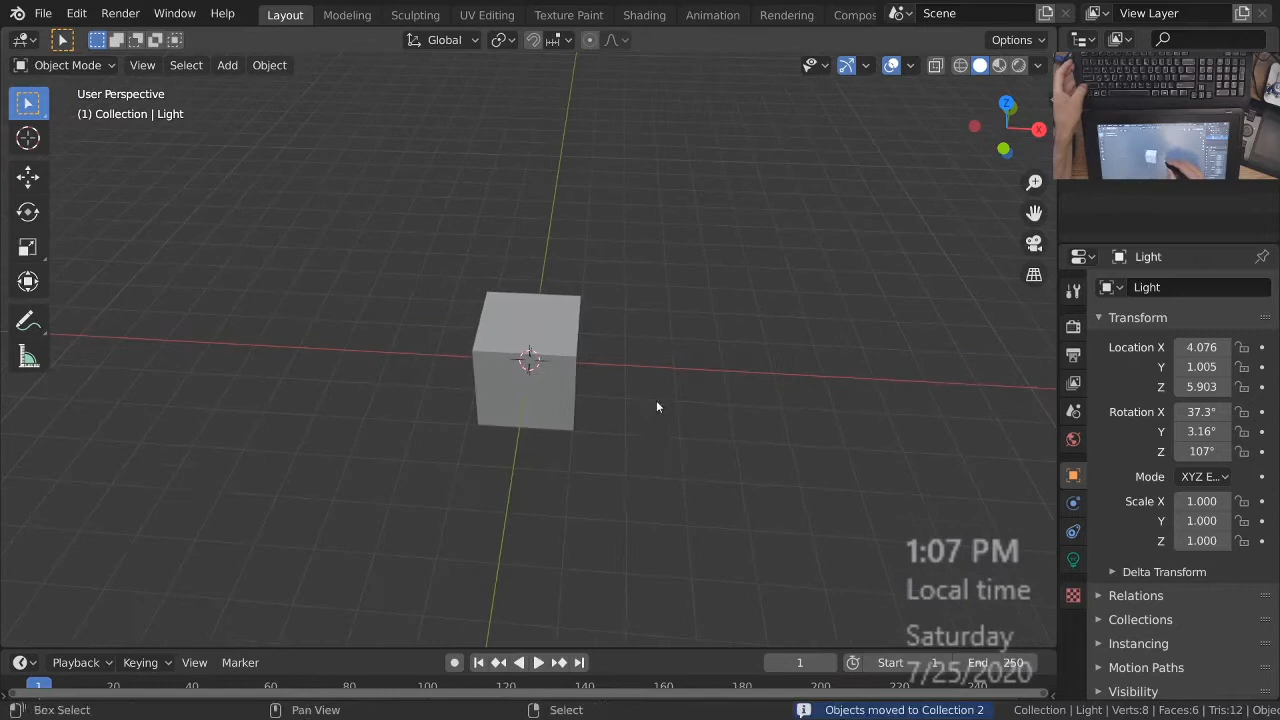 File Edit Render Window Help Layout Modeling Sculpting UV Editing Texture Paint Shading Animation Rendering Compos Scene View Layer
Global Options
Object Mode View Select Add Object
User Perspective
(1) Collection | Light
Z
X
Light
Light
Transform
Location X 4.076
Y 1.005
Z 5.903
Rotation X 37.3°
Y 3.16°
Z 107°
Mode XYZ E...
Scale X 1.000
Y 1.000
Z 1.000
Delta Transform
Relations
Collections
Instancing
Motion Paths
Visibility
1:07 PM
Local time
Saturday
7/25/2020
Playback Keying View Marker 1 Start 1 End 250
1 20 40 60 80 100 120 140 160 180 200 220 240
Box Select Pan View Select Objects moved to Collection 2 Collection | Light | Verts:8 | Faces:6 | Tris:12 | Objec